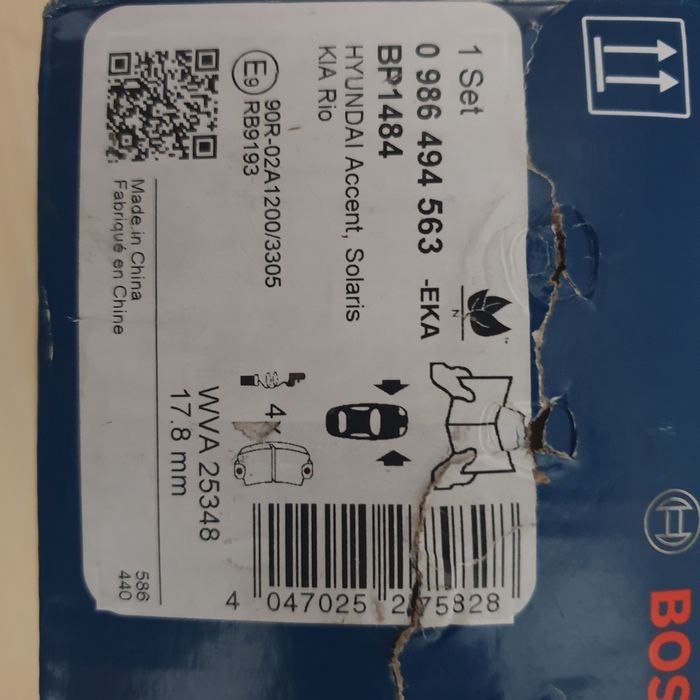 1 Set
0 986 494 563 -EKA
BP1484
HYUNDAI Accent, Solaris
KIA Rio
N
E9 90R-02A1200/3305
RB9193
4x
WVA 25348
17.8 mm
Made in China
Fabriqué en Chine
586
440
4 047025 275828
BOS